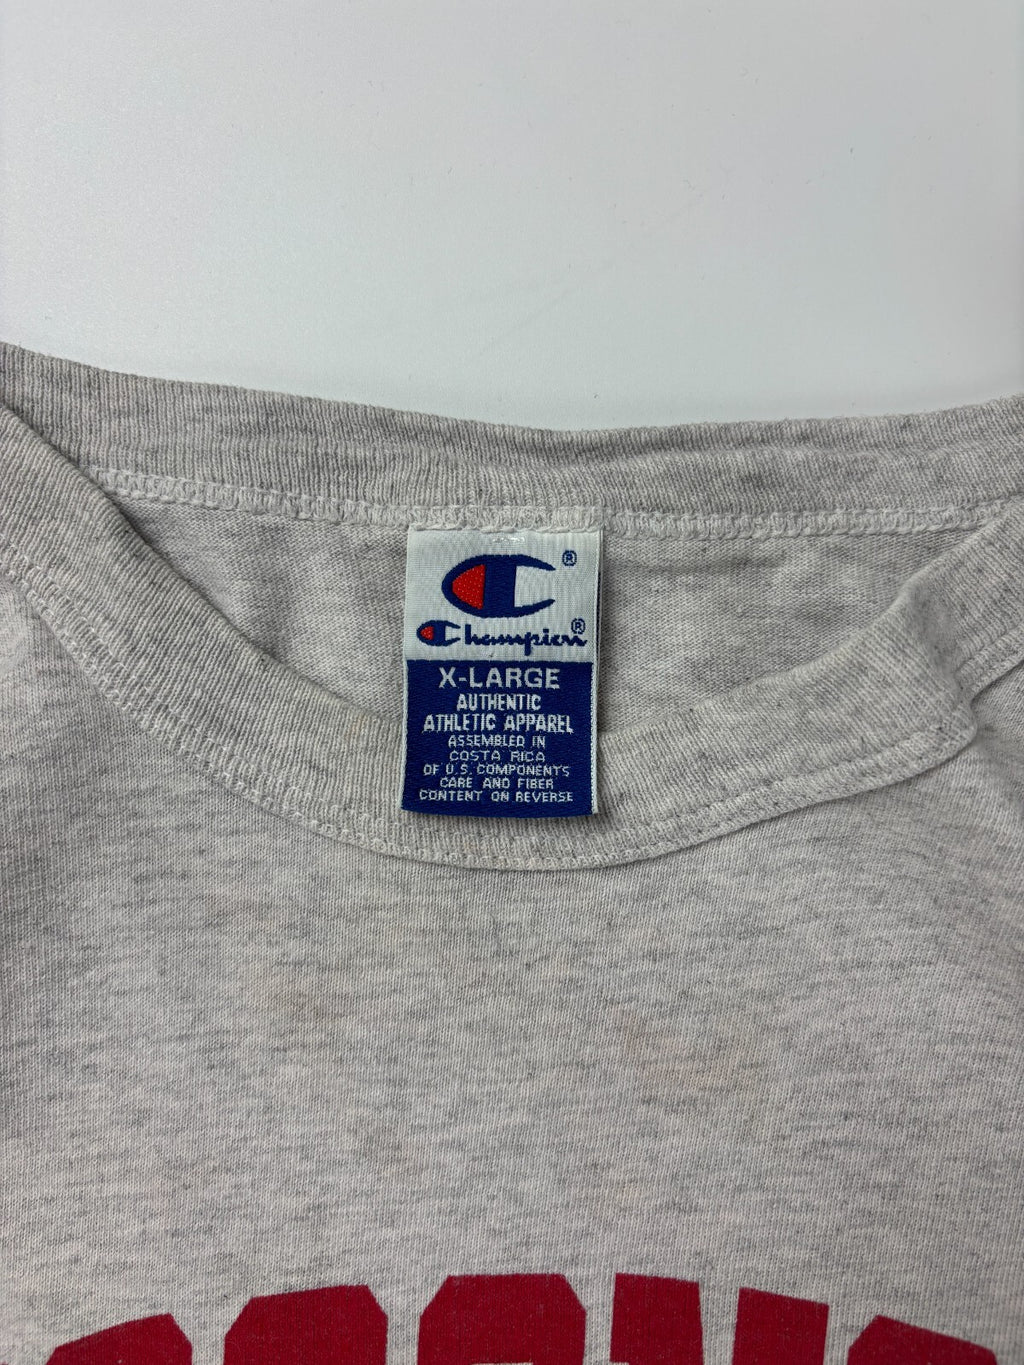 ®
Champion®
X-LARGE
AUTHENTIC
ATHLETIC APPAREL
ASSEMBLED IN
COSTA RICA
OF U.S. COMPONENTS
CARE AND FIBER
CONTENT ON REVERSE